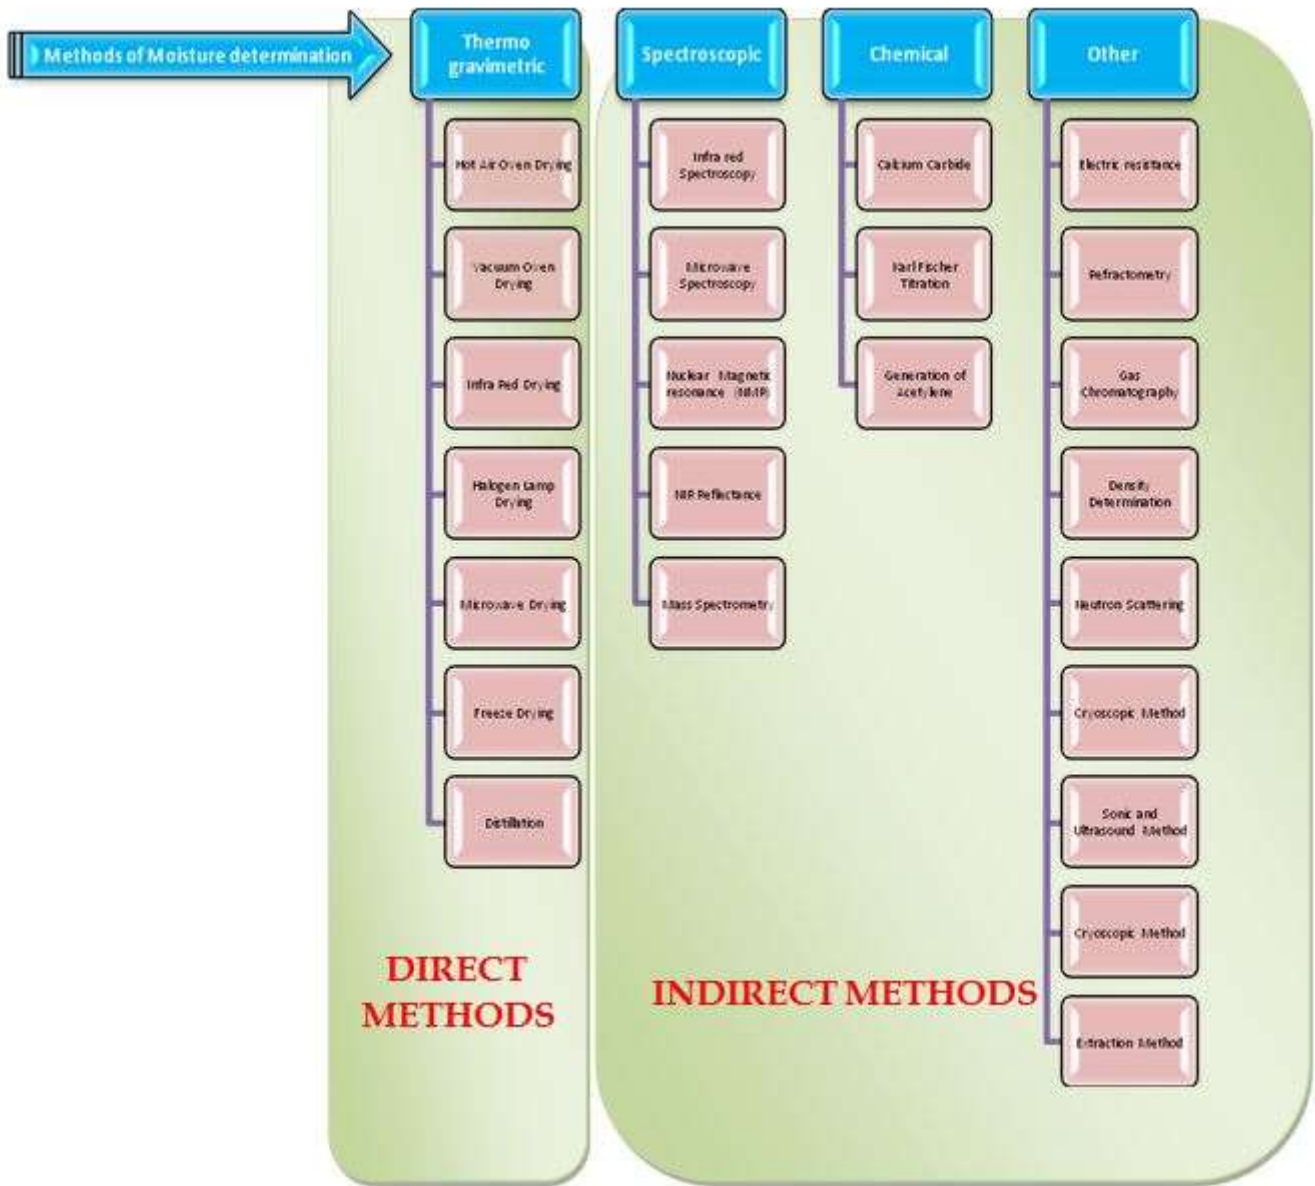 Methods of Moisture determination
Thermo
gravimetric
Hot Air Oven Drying
Vacuum Oven
Drying
Infra Red Drying
Halogen Lamp
Drying
Microwave Drying
Freeze Drying
Distillation
DIRECT
METHODS
Spectroscopic
Infra red
Spectroscopy
Microwave
Spectroscopy
Nuclear Magnetic
resonance (NMR)
NIR Reflectance
Mass Spectrometry
Chemical
Calcium Carbide
Karl Fischer
Titration
Generation of
Acetylene
Other
Electric resistance
Refractometry
Gas
Chromatography
Density
Determination
Neutron Scattering
Cryoscopic Method
Sonic and
Ultrasound Method
Cryoscopic Method
Extraction Method
INDIRECT METHODS